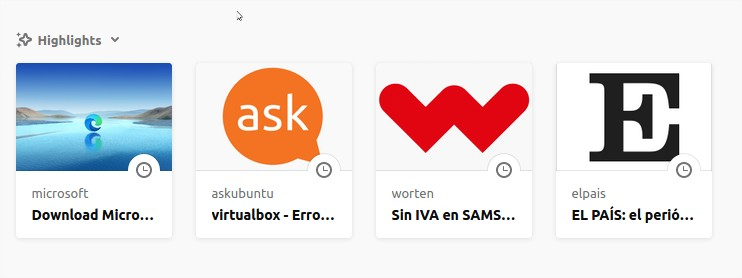 Highlights
ask
E
microsoft
Download Micro...
askubuntu
virtualbox - Erro...
worten
Sin IVA en SAMS...
elpais
EL PAÍS: el perió...